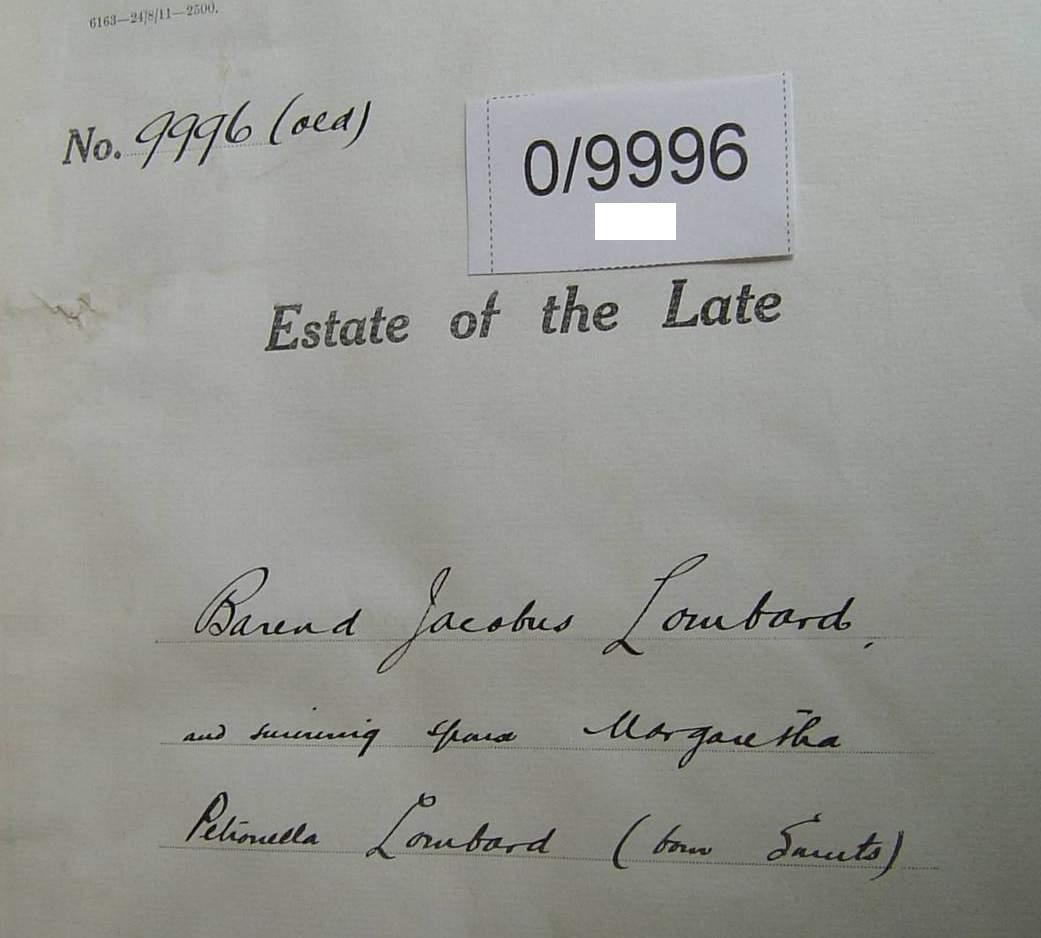 6163—24/8/11—2500.
No. 9996 (old)
0/9996
Estate of the Late
Barend Jacobus Lombard,
and surviving spouse Margaretha
Petronella Lombard (born Smuts)